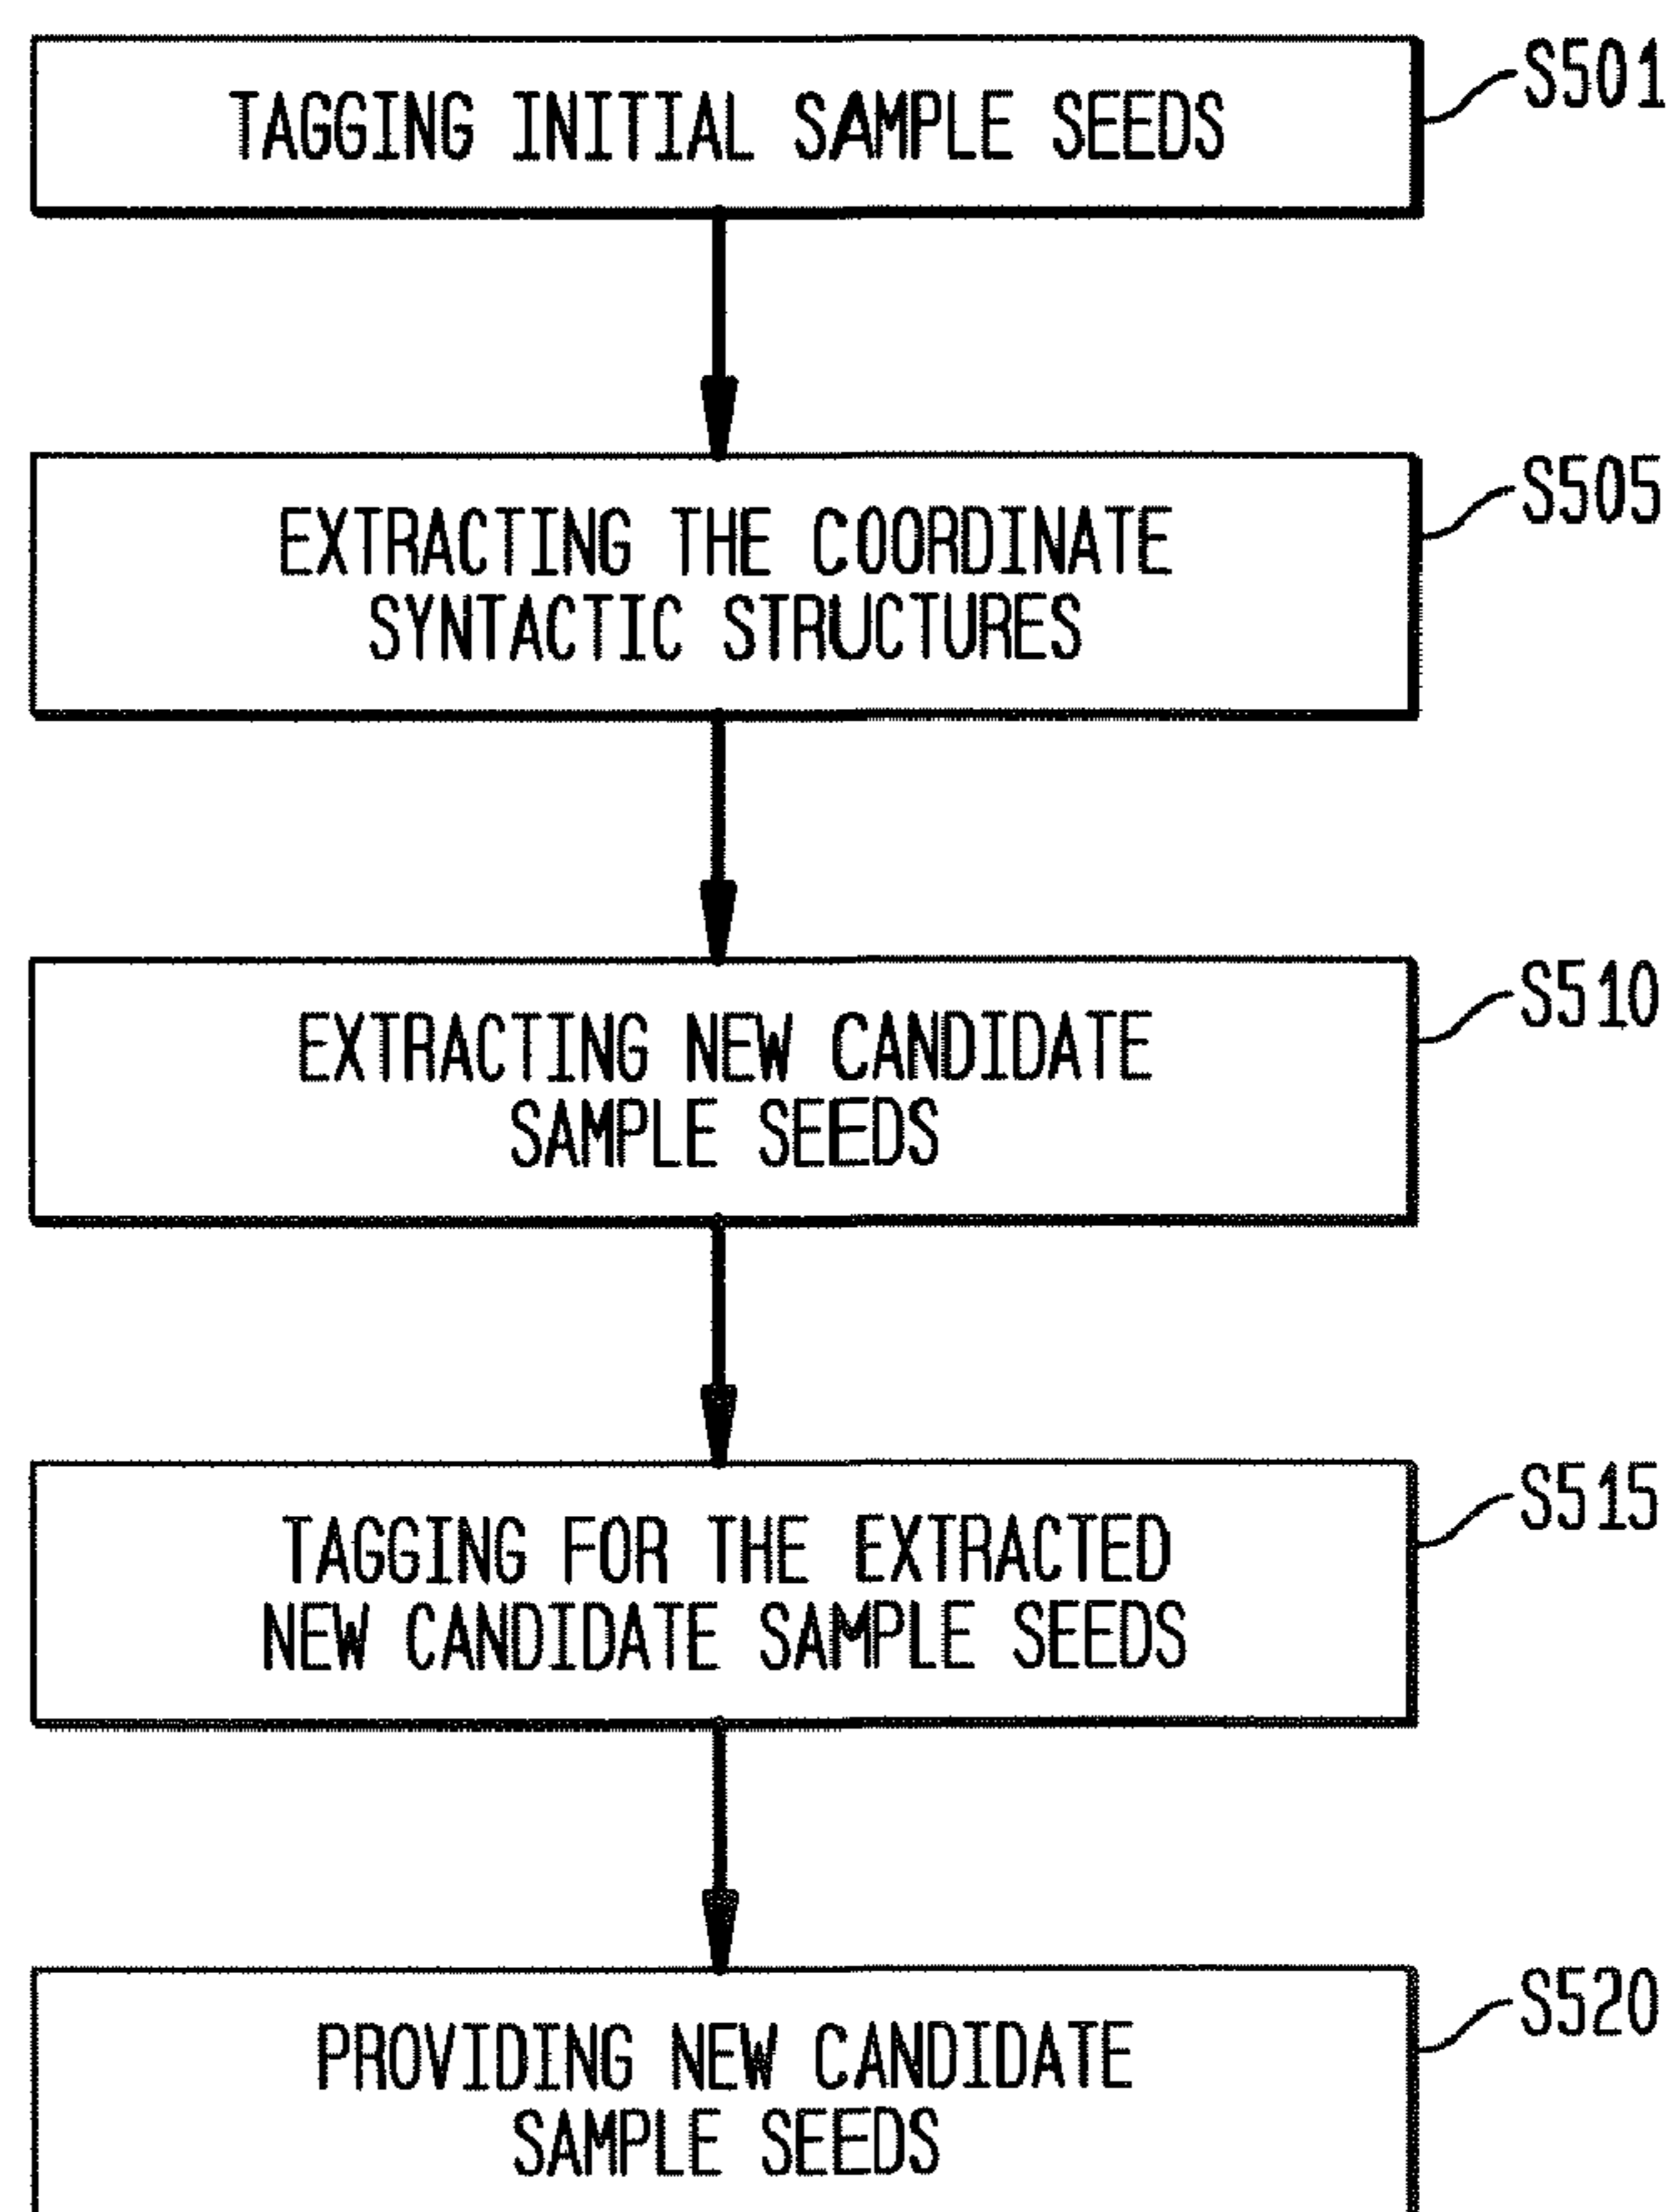 TAGGING INITIAL SAMPLE SEEDS
S501
EXTRACTING THE COORDINATE
SYNTACTIC STRUCTURES
S505
EXTRACTING NEW CANDIDATE
SAMPLE SEEDS
S510
TAGGING FOR THE EXTRACTED
NEW CANDIDATE SAMPLE SEEDS
S515
PROVIDING NEW CANDIDATE
SAMPLE SEEDS
S520